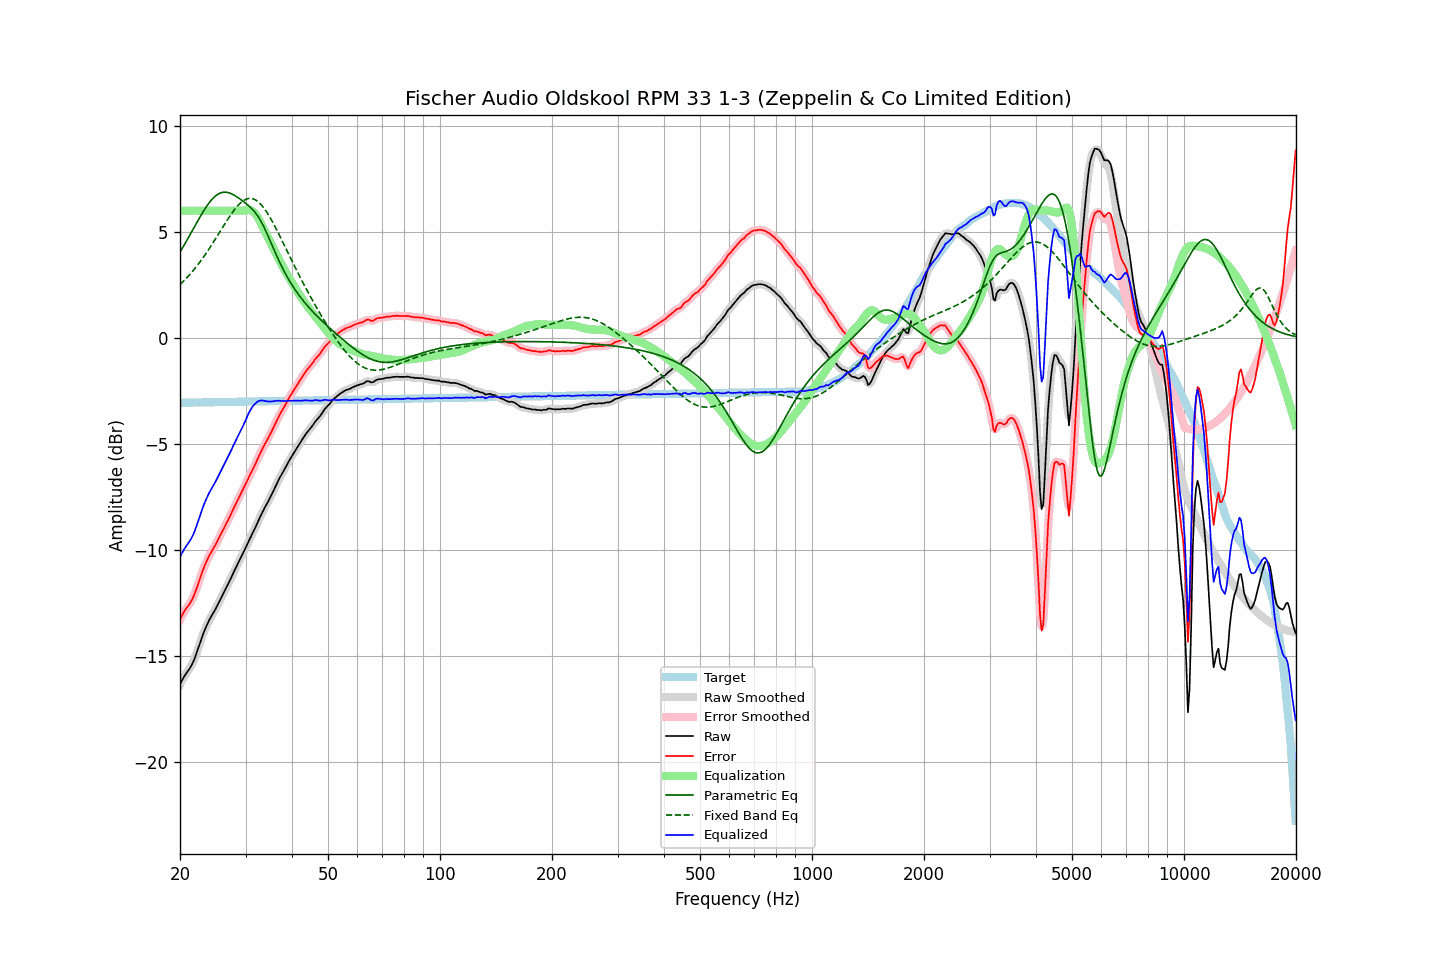 Fischer Audio Oldskool RPM 33 1-3 (Zeppelin & Co Limited Edition)
Amplitude (dBr)
10
5
0
−5
−10
−15
−20
Target
Raw Smoothed
Error Smoothed
Raw
Error
Equalization
Parametric Eq
Fixed Band Eq
Equalized
20 50 100 200 500 1000 2000 5000 10000 20000
Frequency (Hz)